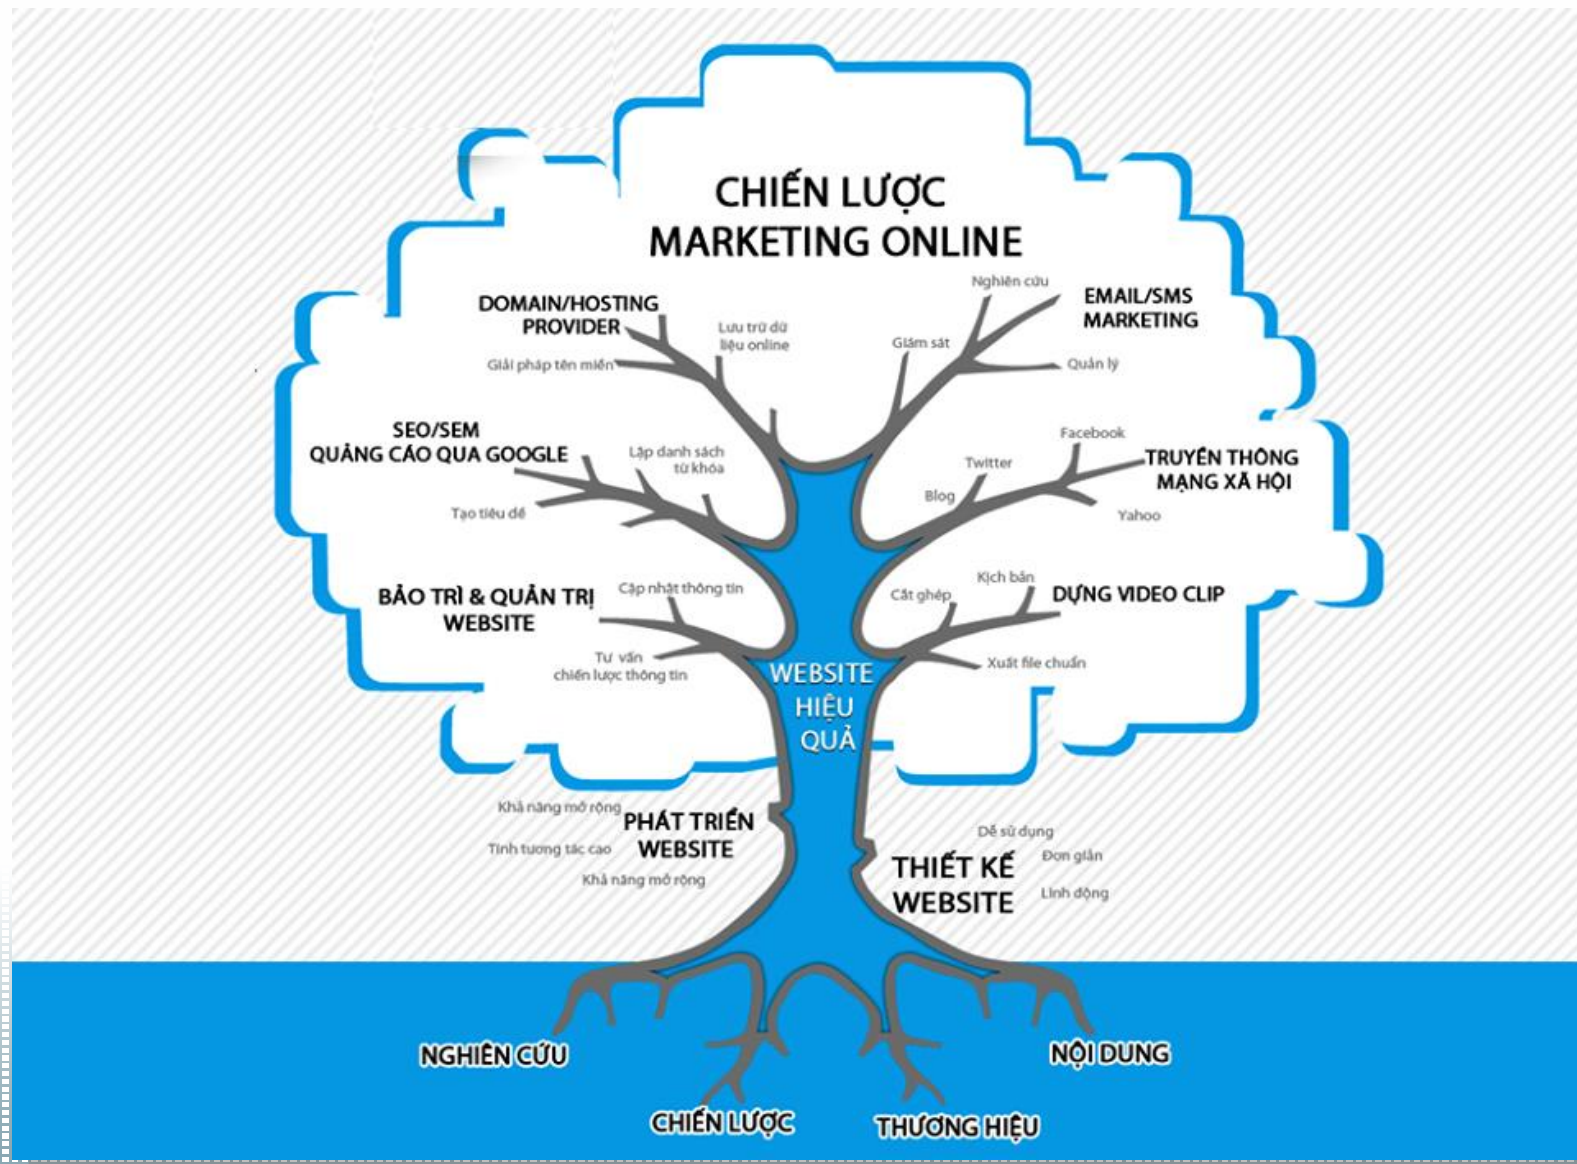 CHIẾN LƯỢC
MARKETING ONLINE
DOMAIN/HOSTING
PROVIDER
Lưu trữ dữ
liệu online
Giải pháp tên miền
Nghiên cứu
EMAIL/SMS
MARKETING
Giám sát
Quản lý
SEO/SEM
QUẢNG CÁO QUA GOOGLE
Lập danh sách
từ khóa
Tạo tiêu đề
Facebook
TRUYỀN THÔNG
MẠNG XÃ HỘI
Twitter
Blog
Yahoo
BẢO TRÌ & QUẢN TRỊ
WEBSITE
Cập nhật thông tin
Tư vấn
chiến lược thông tin
Kịch bản
Cắt ghép
DỰNG VIDEO CLIP
Xuất file chuẩn
WEBSITE
HIỆU
QUẢ
Khả năng mở rộng
PHÁT TRIỂN
WEBSITE
Tính tương tác cao
Khả năng mở rộng
Dễ sử dụng
THIẾT KẾ
WEBSITE
Đơn giản
Linh động
NGHIÊN CỨU
NỘI DUNG
CHIẾN LƯỢC
THƯƠNG HIỆU